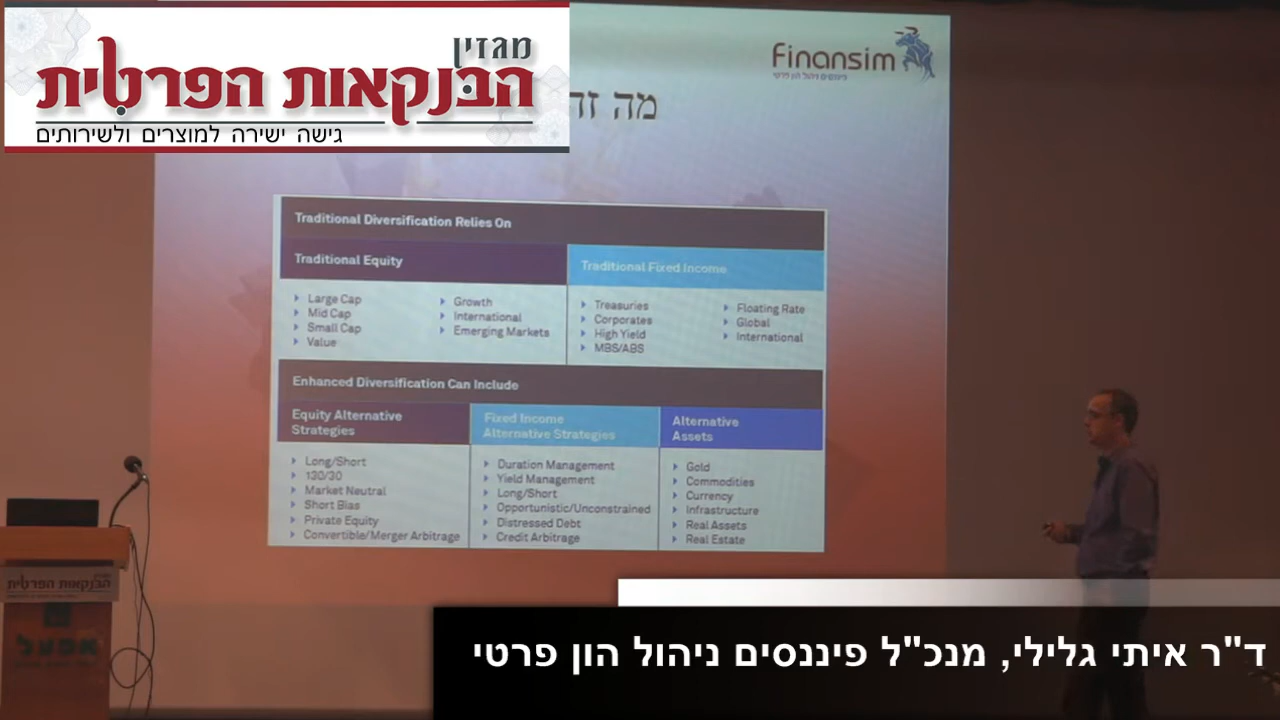 מגזין
הבנקאות הפרטית
גישה ישירה למוצרים ולשירותים
Finansim
פיננסים ניהול הון פרטי
מה זה
Traditional Diversification Relies On
Traditional Equity
Large Cap
Mid Cap
Small Cap
Value
Growth
International
Emerging Markets
Traditional Fixed Income
Treasuries
Corporates
High Yield
MBS/ABS
Floating Rate
Global
International
Enhanced Diversification Can Include
Equity Alternative
Strategies
Long/Short
130/30
Market Neutral
Short Bias
Private Equity
Convertible/Merger Arbitrage
Fixed Income
Alternative Strategies
Duration Management
Yield Management
Long/Short
Opportunistic/Unconstrained
Distressed Debt
Credit Arbitrage
Alternative
Assets
Gold
Commodities
Currency
Infrastructure
Real Assets
Real Estate
הבנקאות הפרטית
אפעל
ד"ר איתי גלילי, מנכ"ל פיננסים ניהול הון פרטי